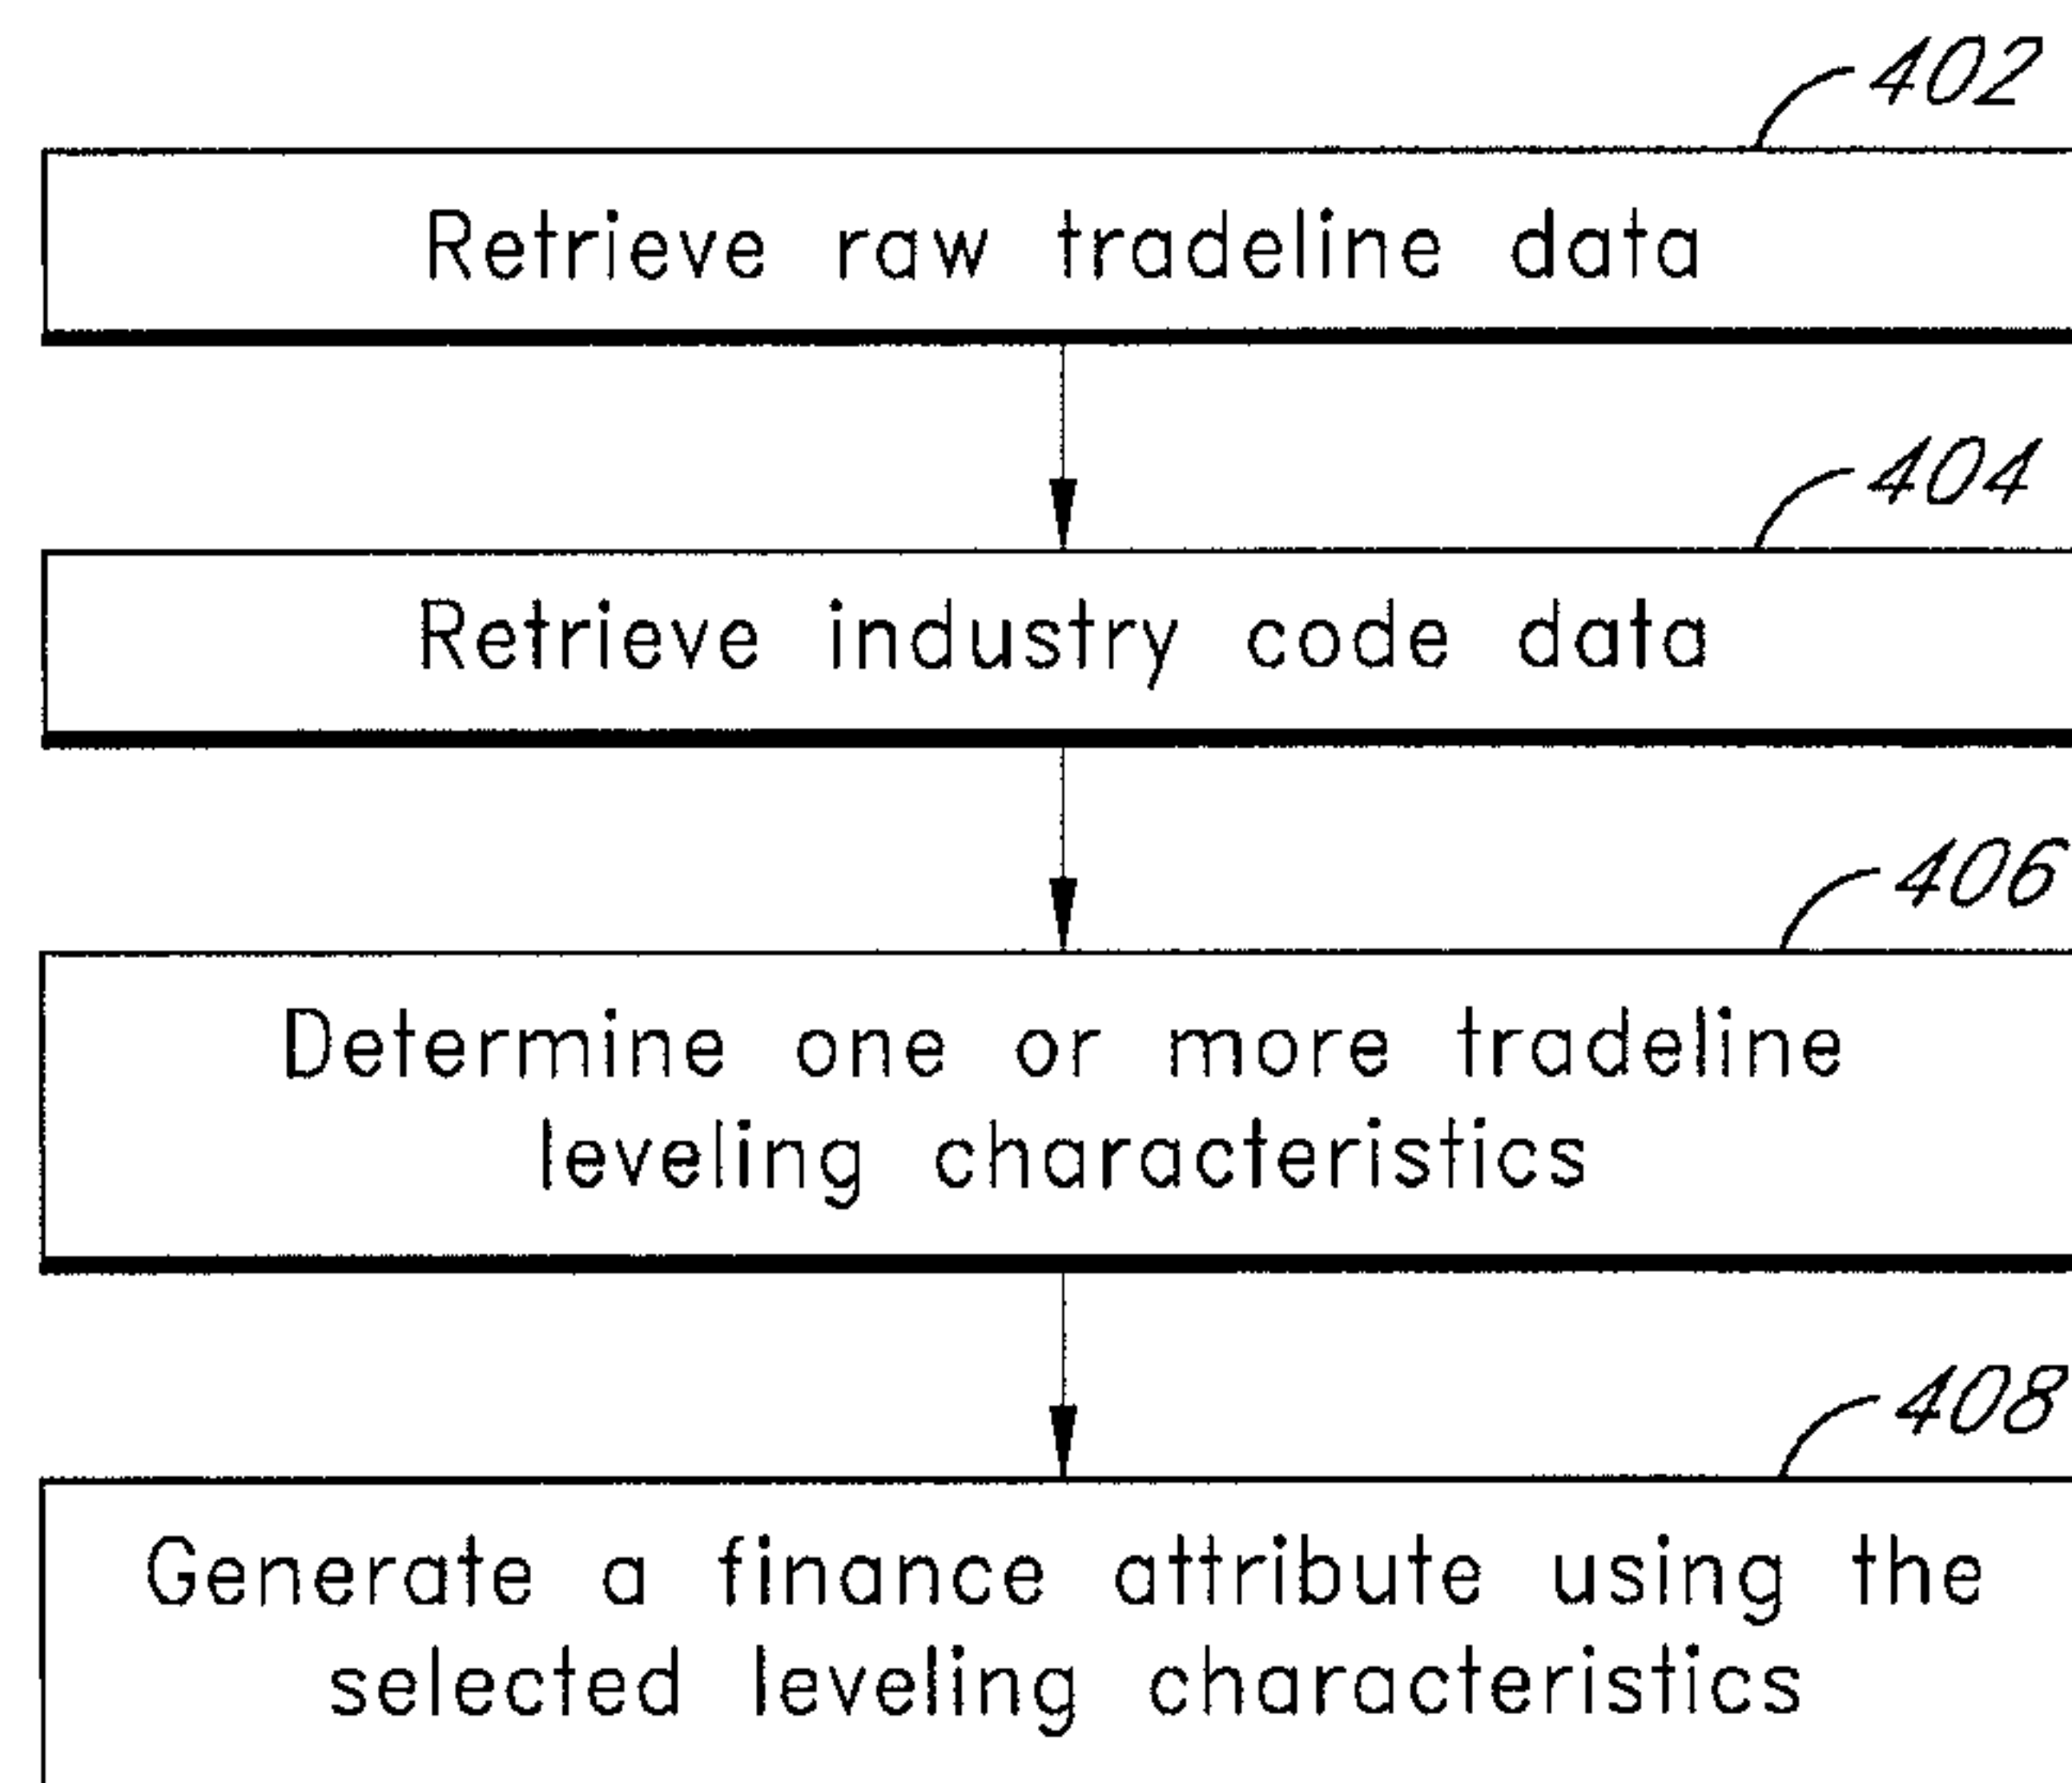 402
Retrieve raw tradeline data
404
Retrieve industry code data
406
Determine one or more tradeline
leveling characteristics
408
Generate a finance attribute using the
selected leveling characteristics